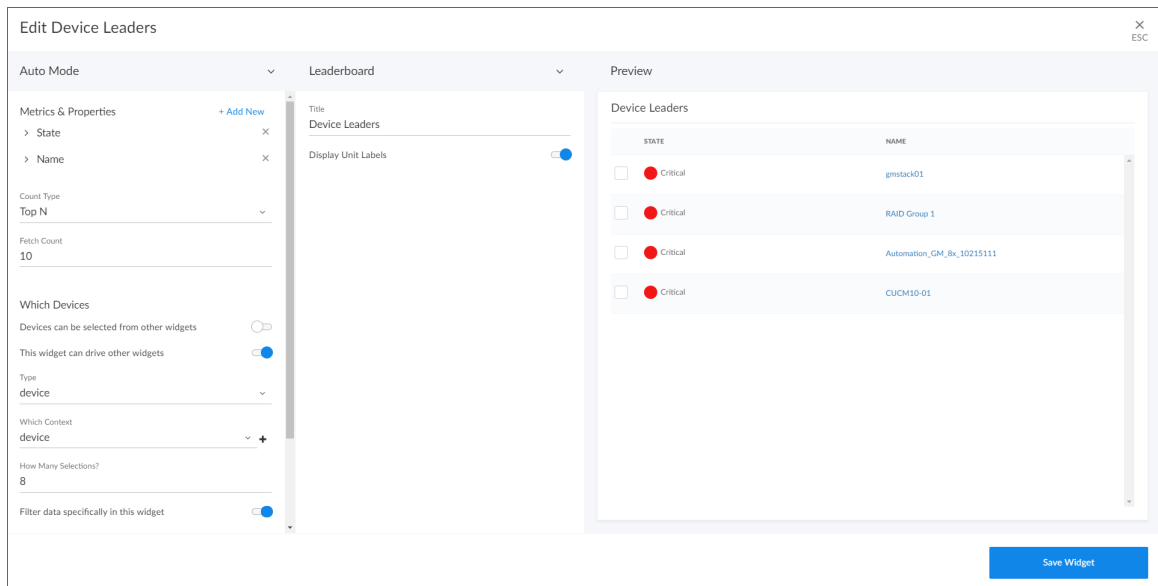 Edit Device Leaders
ESC
Auto Mode
Metrics & Properties + Add New
State
Name
Count Type
Top N
Fetch Count
10
Which Devices
Devices can be selected from other widgets
This widget can drive other widgets
Type
device
Which Context
device
How Many Selections?
8
Filter data specifically in this widget
Leaderboard
Title
Device Leaders
Display Unit Labels
Preview
Device Leaders
STATE NAME
Critical gmstack01
Critical RAID Group 1
Critical Automation_GM_8x_10215111
Critical CUCM10-01
Save Widget